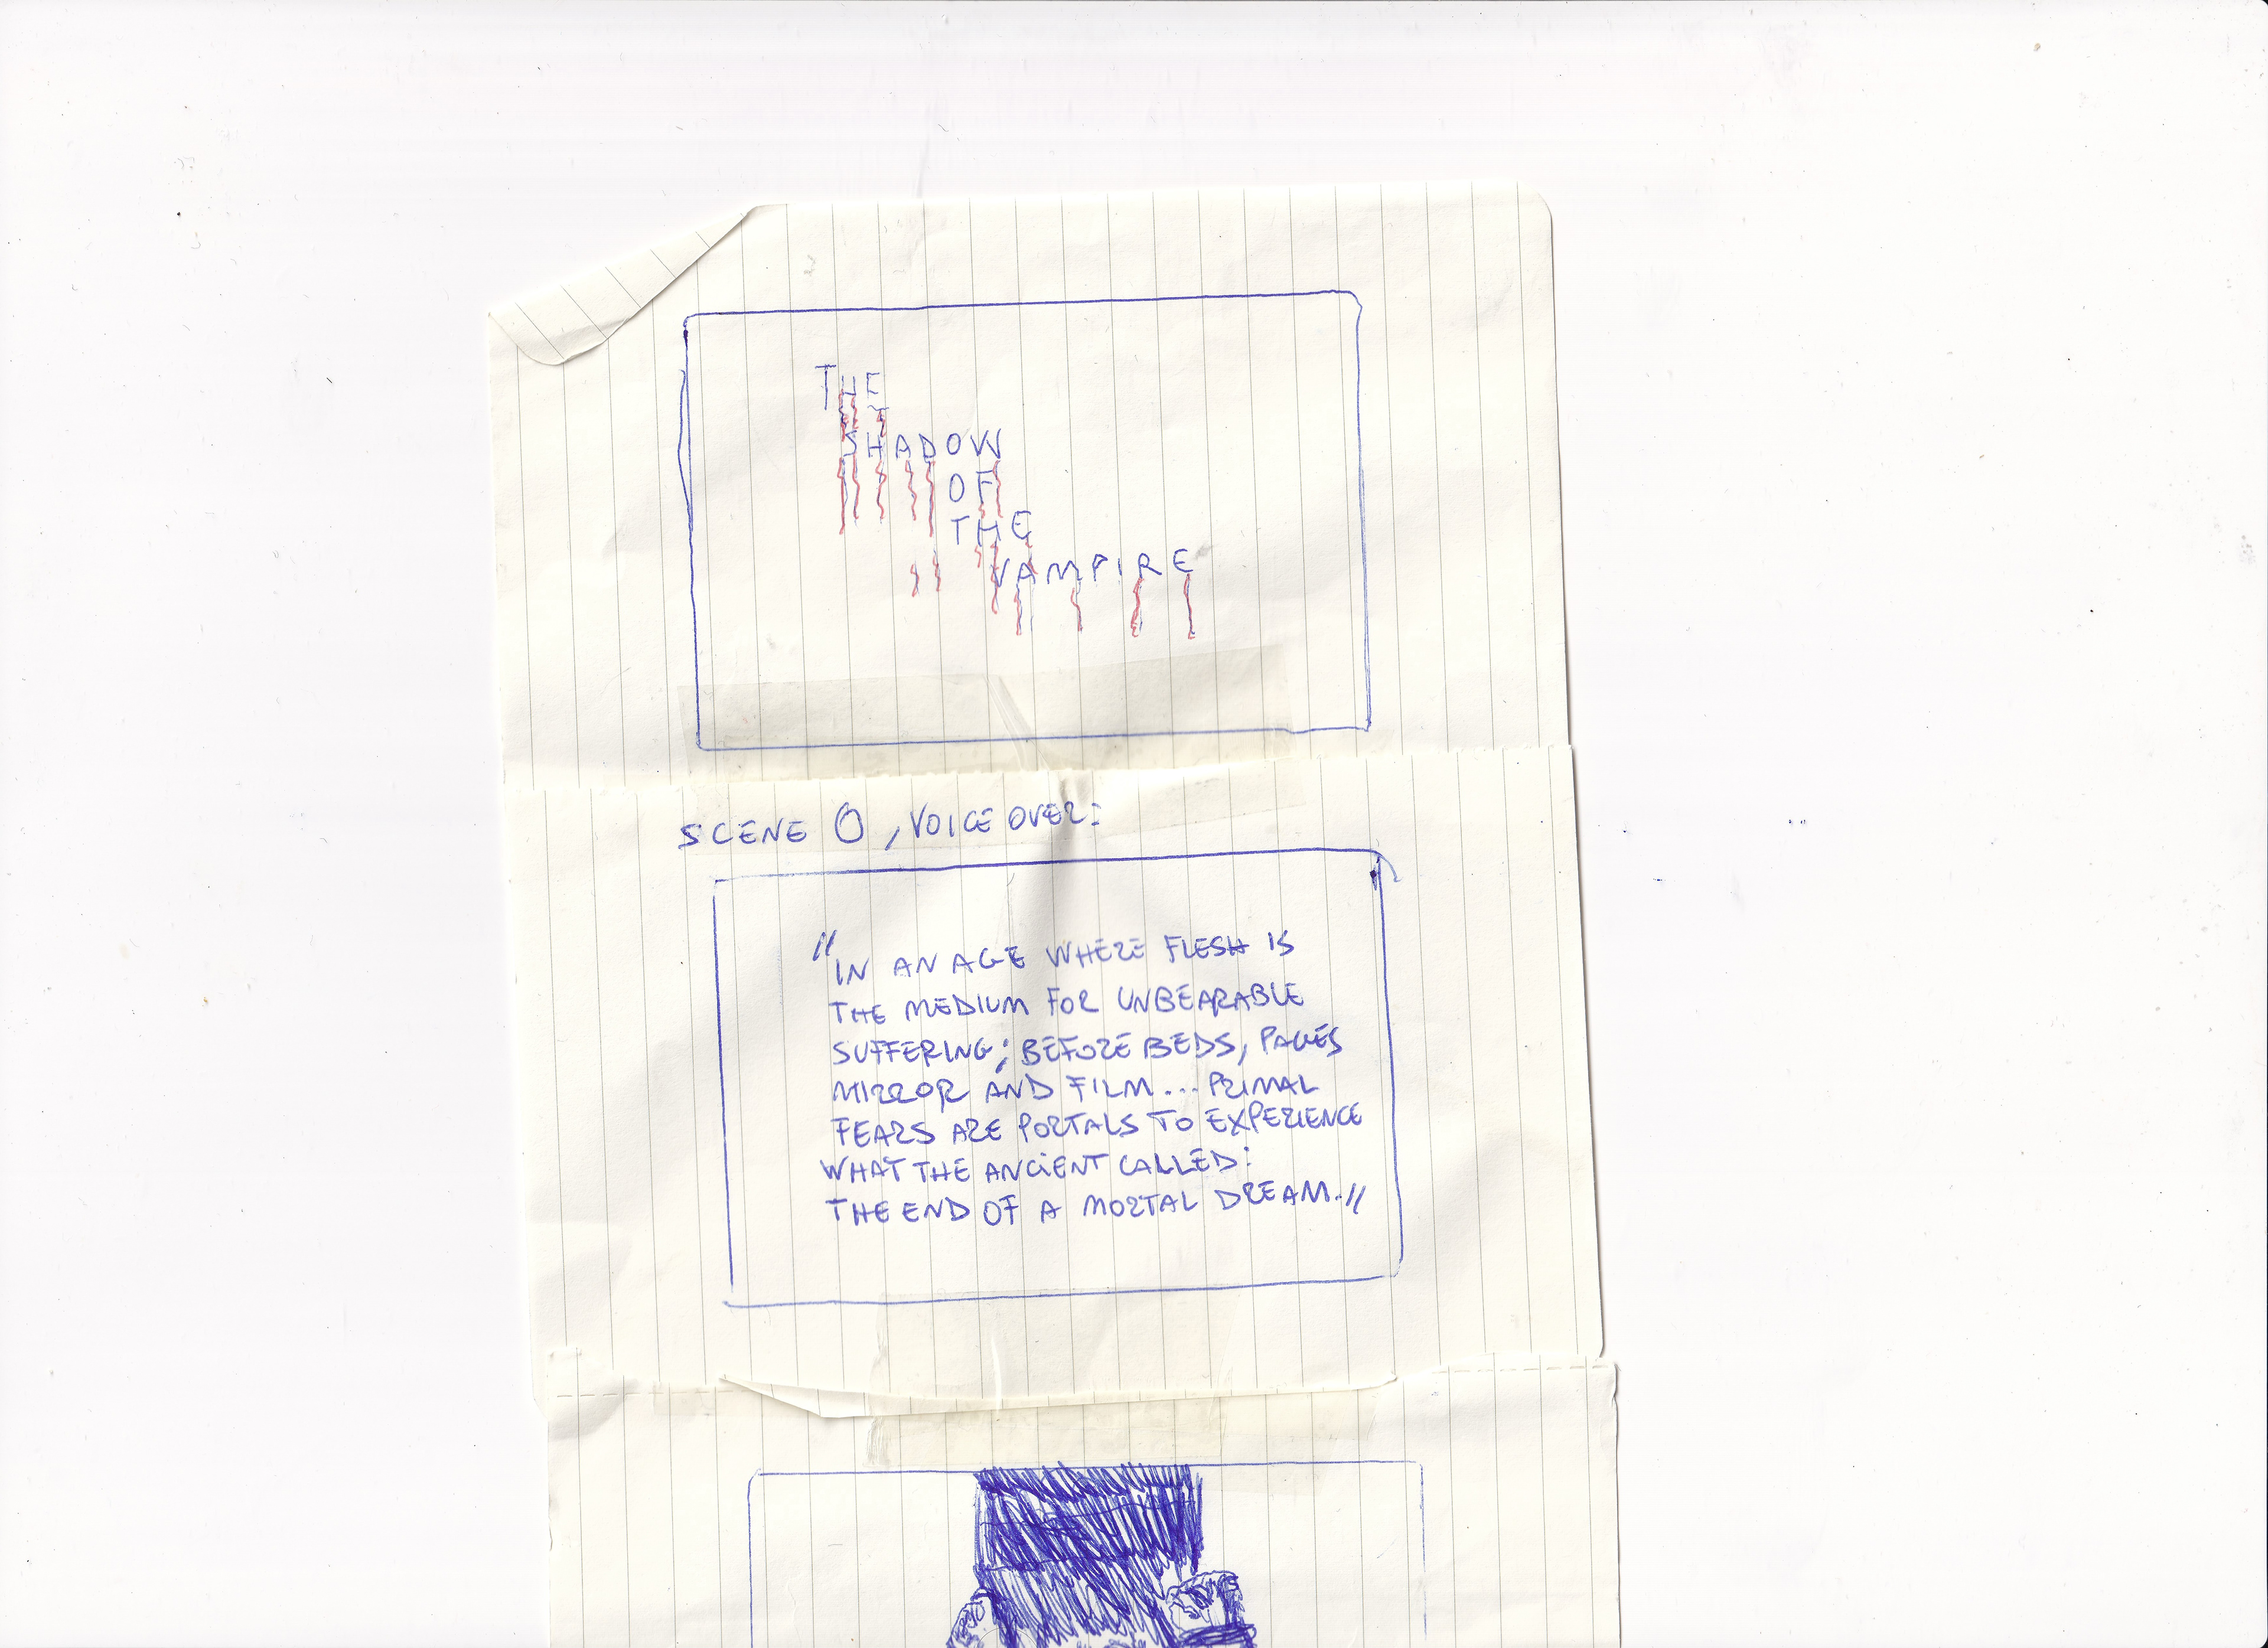 THE
SHADOW
OF
THE
VAMPIRE
SCENE 0, VOICE OVER:
"IN AN AGE WHERE FLESH IS
THE MEDIUM FOR UNBEARABLE
SUFFERING; BEFORE BEDS, PAGES
MIRROR AND FILM... PRIMAL
FEARS ARE PORTALS TO EXPERIENCE
WHAT THE ANCIENT CALLED:
THE END OF A MORTAL DREAM."